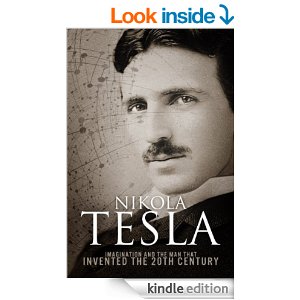 Look inside
NIKOLA
TESLA
IMAGINATION AND THE MAN THAT
INVENTED THE 20TH CENTURY
kindle edition